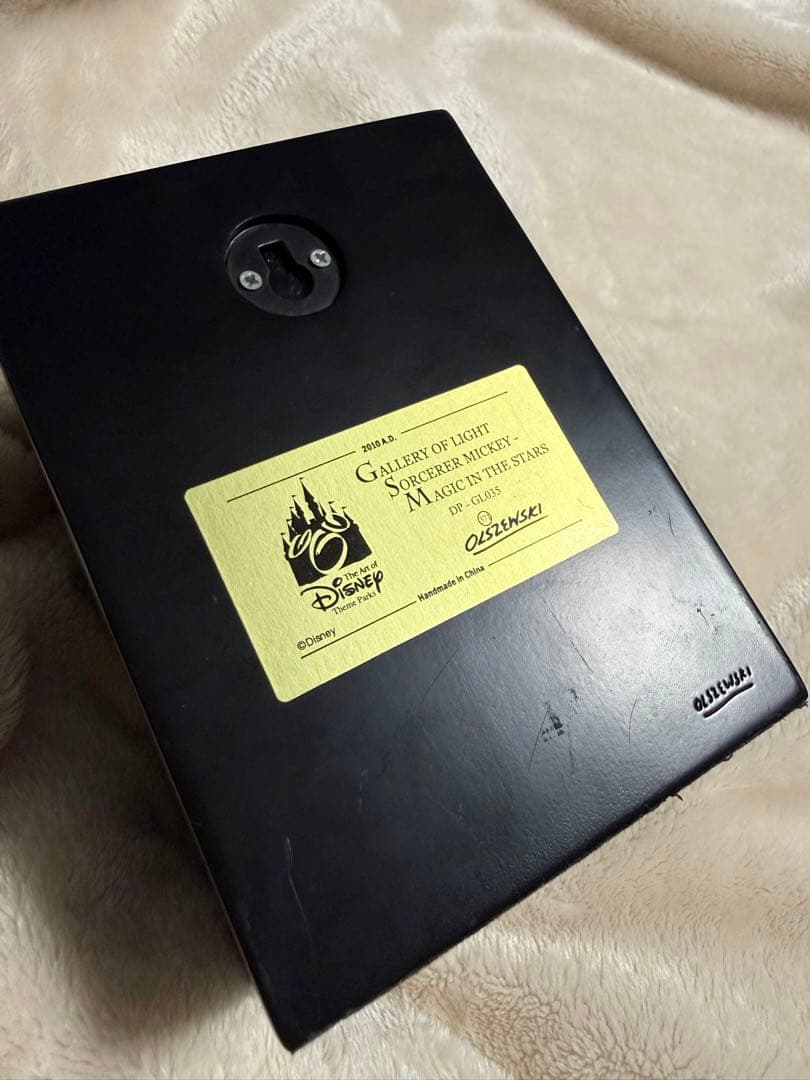 2010 A.D.
GALLERY OF LIGHT
SORCERER MICKEY -
MAGIC IN THE STARS
DP - GL035
OLSZEWSKI
The Art of
Disney
Theme Parks
©Disney
Handmade in China
OLSZEWSKI